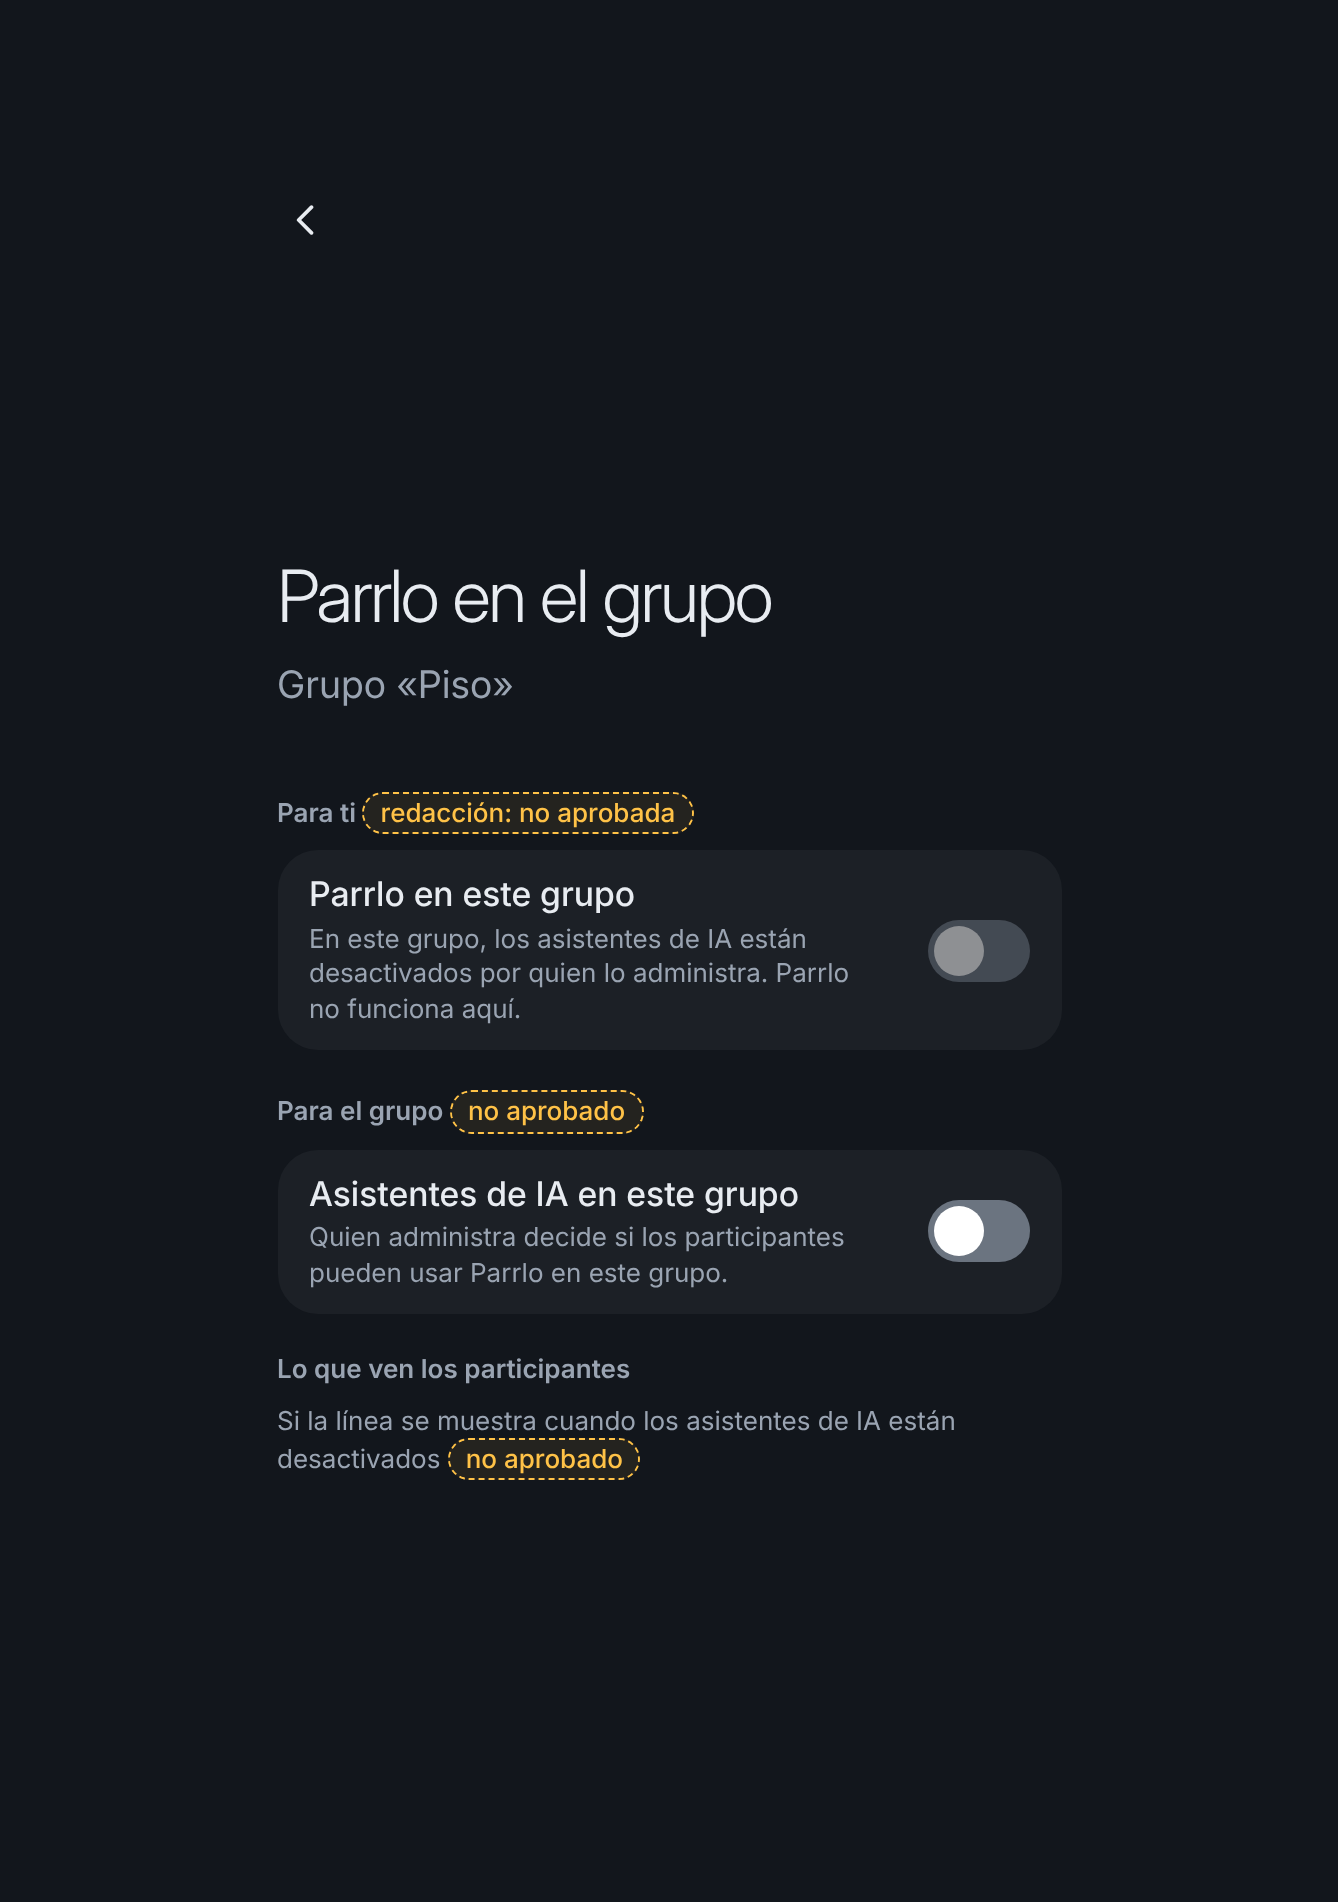 Parrlo en el grupo
Grupo «Piso»
Para ti redacción: no aprobada
Parrlo en este grupo
En este grupo, los asistentes de IA están
desactivados por quien lo administra. Parrlo
no funciona aquí.
Para el grupo no aprobado
Asistentes de IA en este grupo
Quien administra decide si los participantes
pueden usar Parrlo en este grupo.
Lo que ven los participantes
Si la línea se muestra cuando los asistentes de IA están
desactivados no aprobado